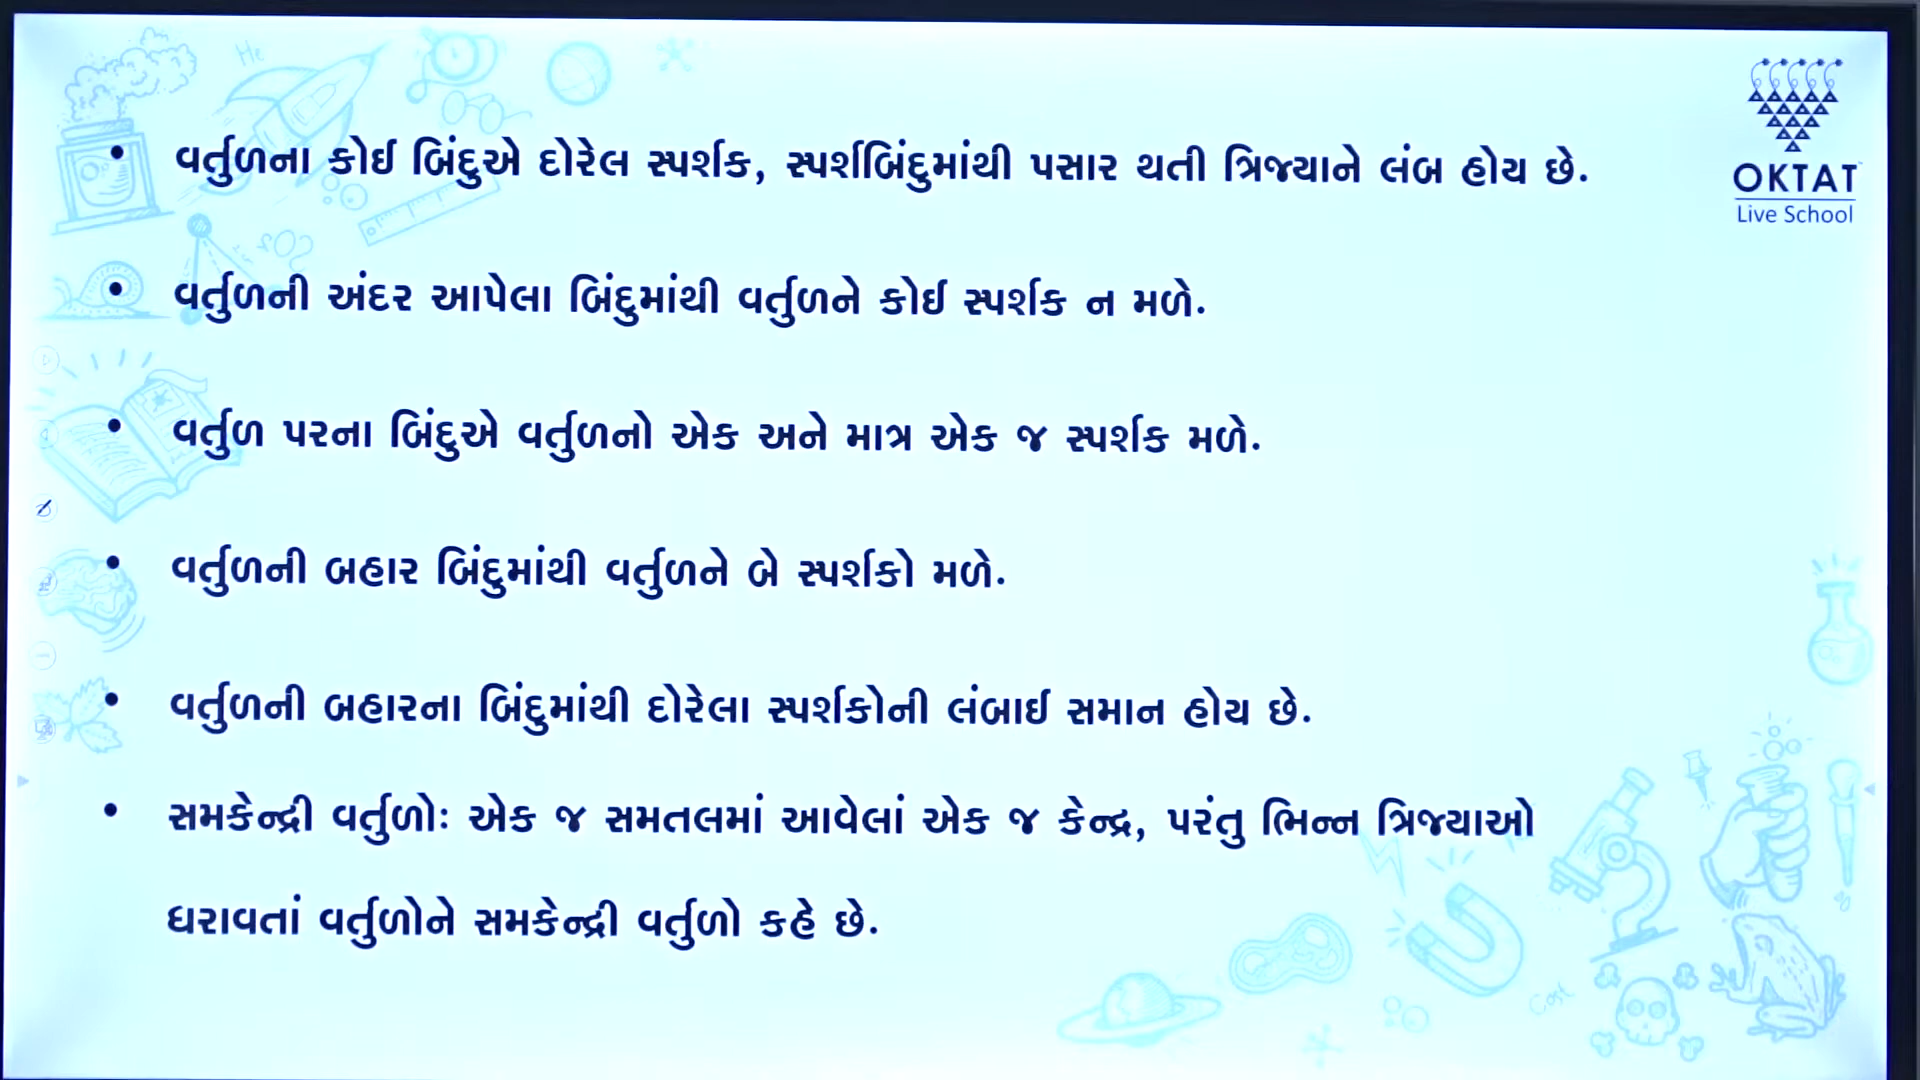 • વર્તુળના કોઈ બિંદુએ દોરેલ સ્પર્શક, સ્પર્શબિંદુમાંથી પસાર થતી ત્રિજ્યાને લંબ હોય છે.
OKTAT
Live School
• વર્તુળની અંદર આપેલા બિંદુમાંથી વર્તુળને કોઈ સ્પર્શક ન મળે.
• વર્તુળ પરના બિંદુએ વર્તુળનો એક અને માત્ર એક જ સ્પર્શક મળે.
• વર્તુળની બહાર બિંદુમાંથી વર્તુળને બે સ્પર્શકો મળે.
• વર્તુળની બહારના બિંદુમાંથી દોરેલા સ્પર્શકોની લંબાઈ સમાન હોય છે.
• સમકેન્દ્રી વર્તુળોઃ એક જ સમતલમાં આવેલાં એક જ કેન્દ્ર, પરંતુ ભિન્ન ત્રિજ્યાઓ
ધરાવતાં વર્તુળોને સમકેન્દ્રી વર્તુળો કહે છે.